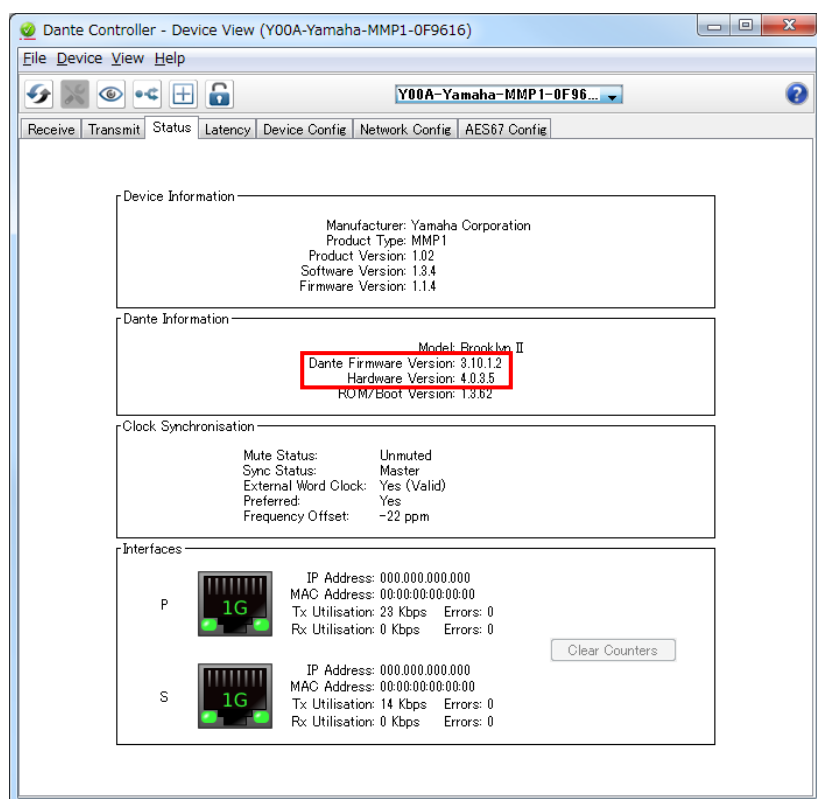 Dante Controller - Device View (Y00A-Yamaha-MMP1-0F9616)
File Device View Help
Y00A-Yamaha-MMP1-0F96...
Receive Transmit Status Latency Device Config Network Config AES67 Config
Device Information
Manufacturer: Yamaha Corporation
Product Type: MMP1
Product Version: 1.02
Software Version: 1.3.4
Firmware Version: 1.1.4
Dante Information
Model: Brooklyn II
Dante Firmware Version: 3.10.1.2
Hardware Version: 4.0.3.5
ROM/Boot Version: 1.3.62
Clock Synchronisation
Mute Status: Unmuted
Sync Status: Master
External Word Clock: Yes (Valid)
Preferred: Yes
Frequency Offset: -22 ppm
Interfaces
P
1G
IP Address: 000.000.000.000
MAC Address: 00:00:00:00:00:00
Tx Utilisation: 23 Kbps Errors: 0
Rx Utilisation: 0 Kbps Errors: 0
Clear Counters
S
1G
IP Address: 000.000.000.000
MAC Address: 00:00:00:00:00:00
Tx Utilisation: 14 Kbps Errors: 0
Rx Utilisation: 0 Kbps Errors: 0